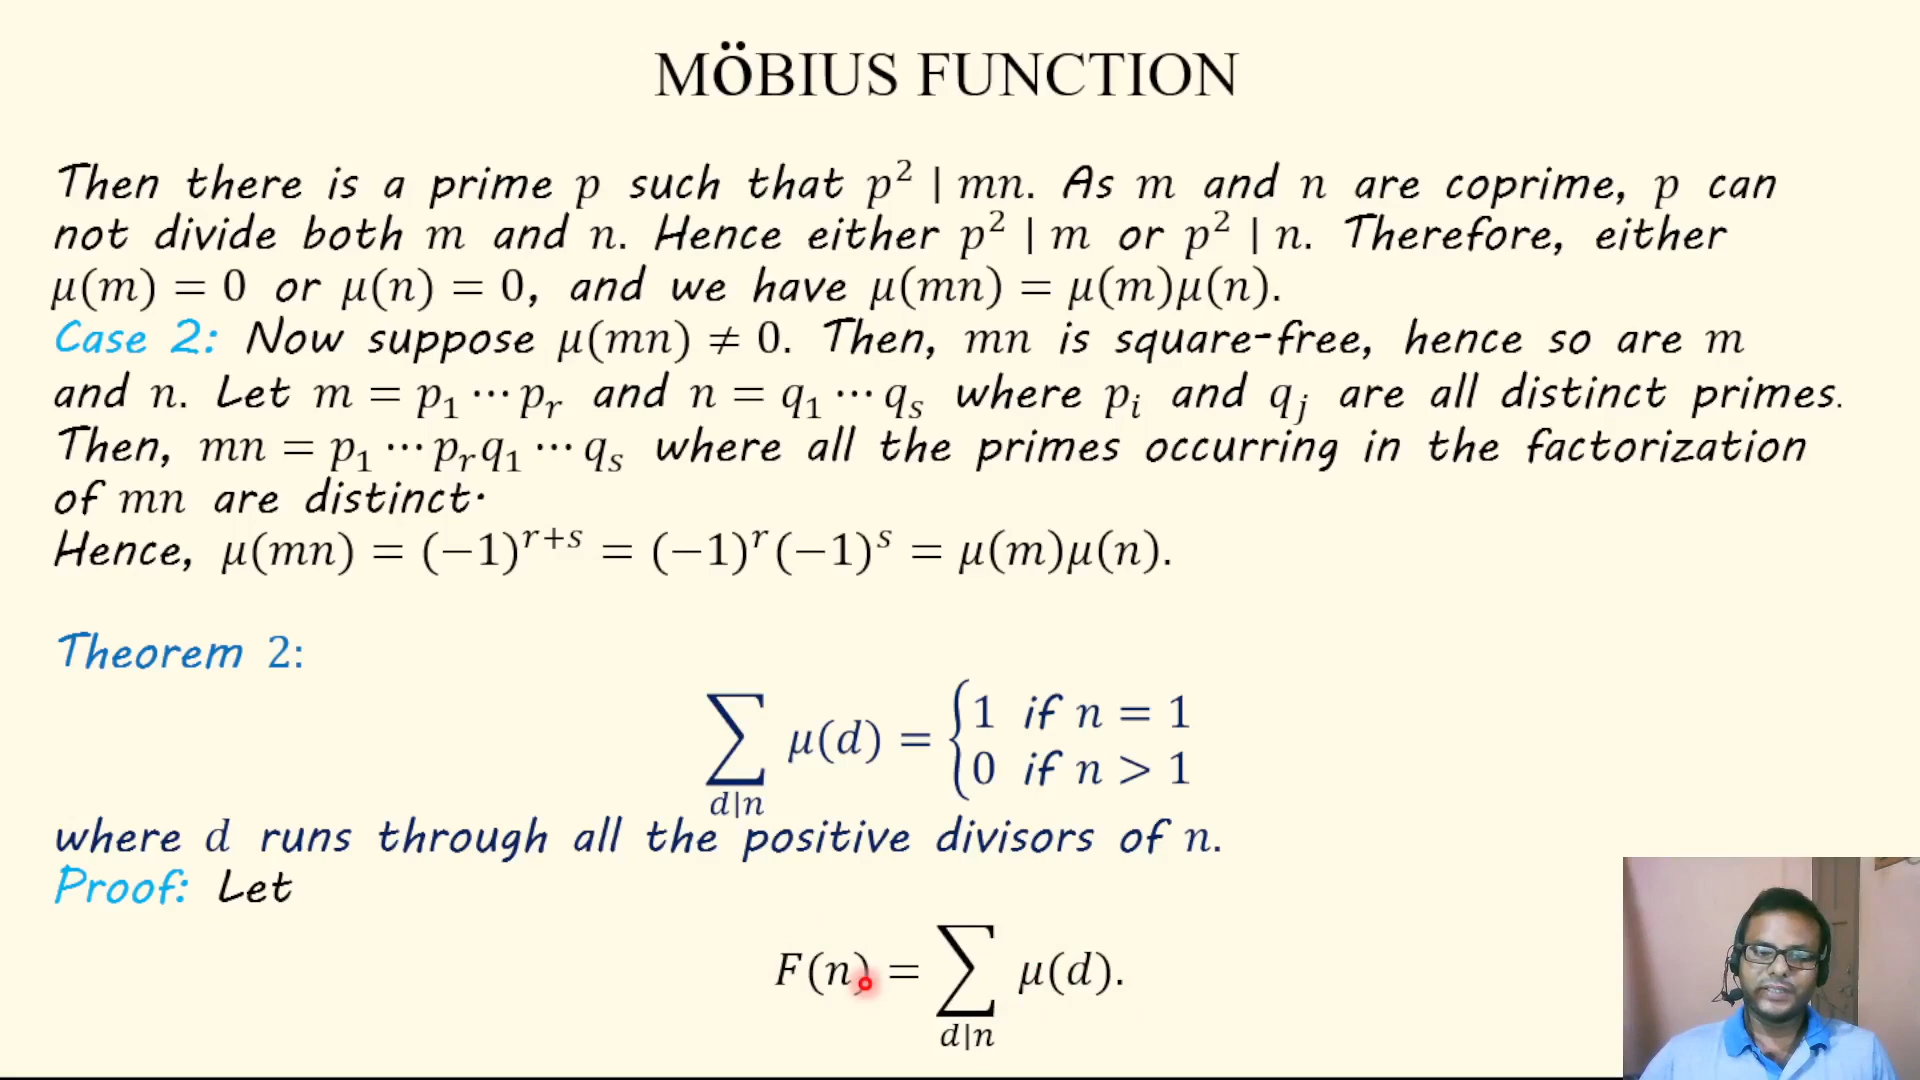 MÖBIUS FUNCTION
Then there is a prime p such that p² | mn. As m and n are coprime, p can
not divide both m and n. Hence either p² | m or p² | n. Therefore, either
μ(m) = 0 or μ(n) = 0, and we have μ(mn) = μ(m)μ(n).
Case 2: Now suppose μ(mn) ≠ 0. Then, mn is square-free, hence so are m
and n. Let m = p₁ ⋯ pᵣ and n = q₁ ⋯ qₛ where pᵢ and qⱼ are all distinct primes.
Then, mn = p₁ ⋯ pᵣq₁ ⋯ qₛ where all the primes occurring in the factorization
of mn are distinct.
Hence, μ(mn) = (−1)ʳ⁺ˢ = (−1)ʳ(−1)ˢ = μ(m)μ(n).
Theorem 2:
∑ μ(d) = { 1 if n = 1
0 if n > 1
d|n
where d runs through all the positive divisors of n.
Proof: Let
F(n) = ∑ μ(d).
d|n